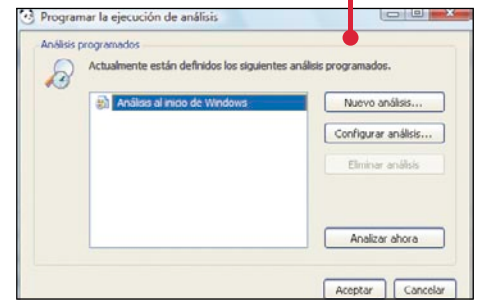 Programar la ejecución de análisis
Análisis programados
Actualmente están definidos los siguientes análisis programados.
Análisis al inicio de Windows
Nuevo análisis...
Configurar análisis...
Eliminar análisis
Analizar ahora
Aceptar
Cancelar